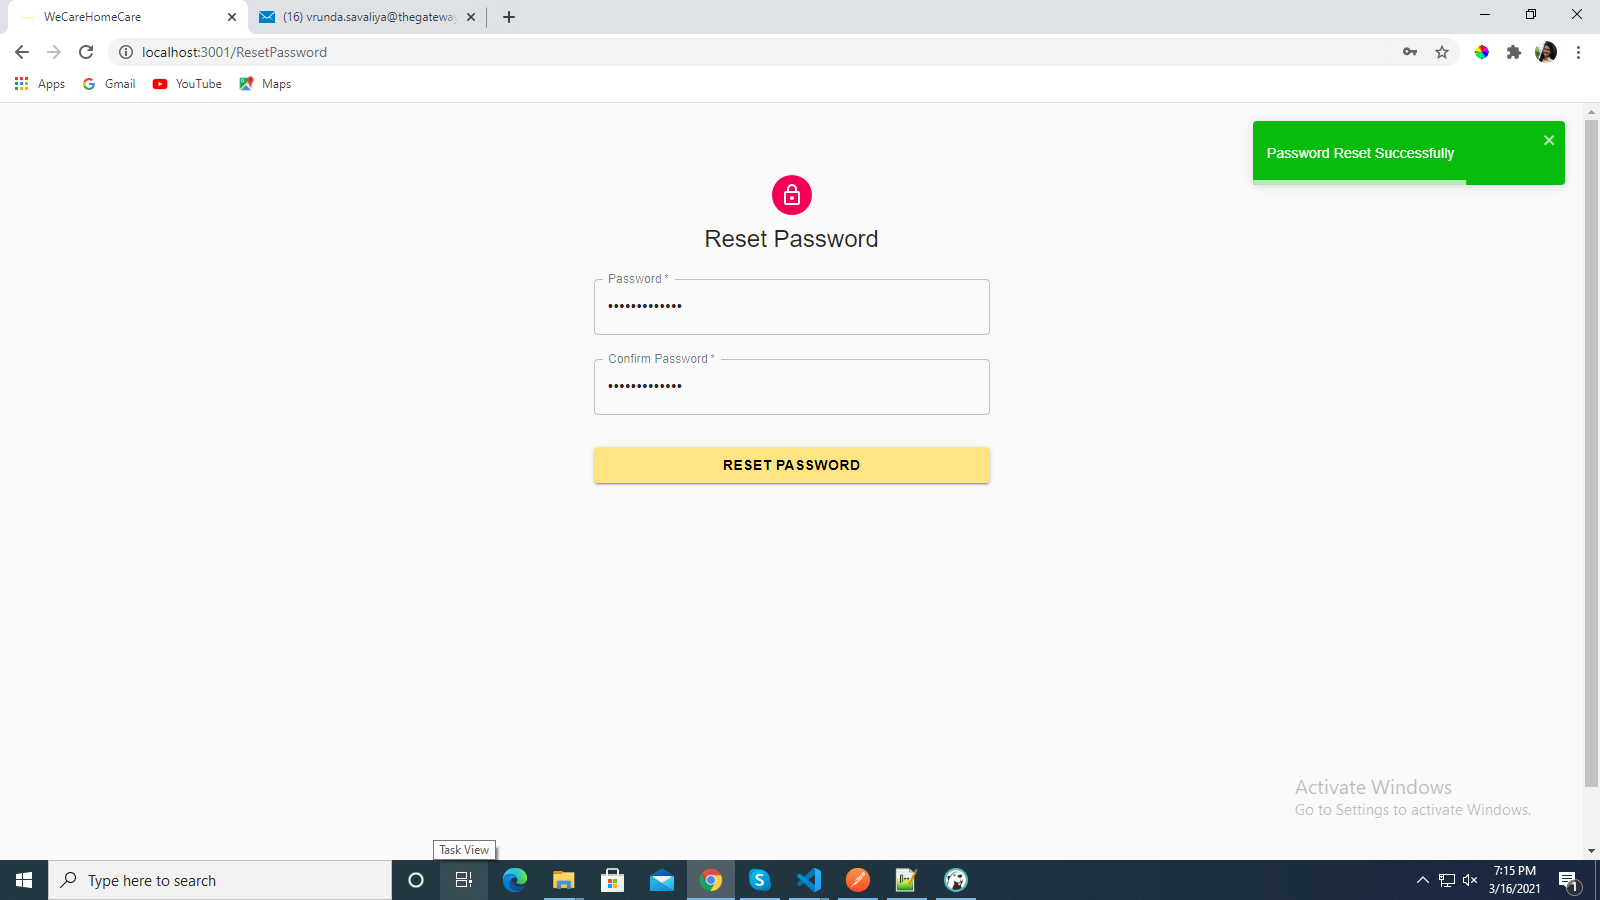 WeCareHomeCare
(16) vrunda.savaliya@thegateway
localhost:3001/ResetPassword
Apps
Gmail
YouTube
Maps
Password Reset Successfully
Reset Password
Password *
•••••••••••••
Confirm Password *
•••••••••••••
RESET PASSWORD
Activate Windows
Go to Settings to activate Windows.
Task View
Type here to search
7:15 PM
3/16/2021
1